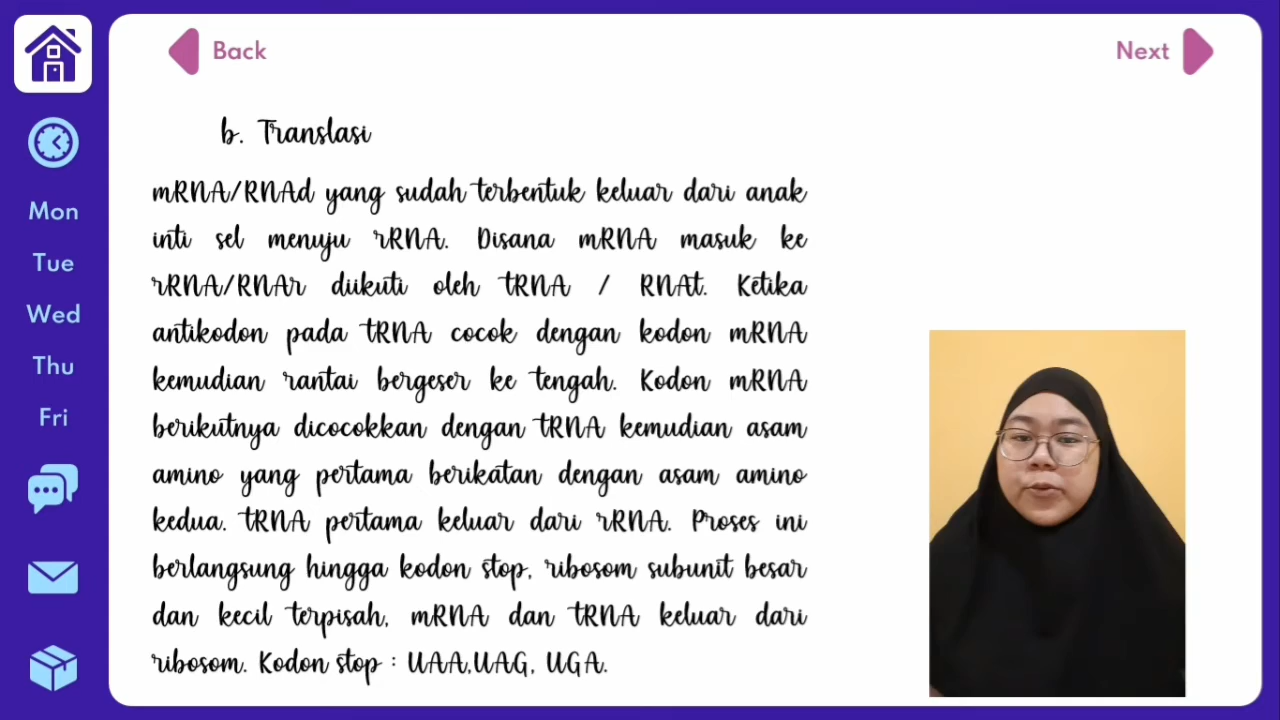 Back
Next
Mon
Tue
Wed
Thu
Fri
b. Translasi
mRNA/RNAd yang sudah terbentuk keluar dari anak
inti sel menuju rRNA. Disana mRNA masuk ke
rRNA/RNAr diikuti oleh tRNA / RNAt. Ketika
antikodon pada tRNA cocok dengan kodon mRNA
kemudian rantai bergeser ke tengah. Kodon mRNA
berikutnya dicocokkan dengan tRNA kemudian asam
amino yang pertama berikatan dengan asam amino
kedua. tRNA pertama keluar dari rRNA. Proses ini
berlangsung hingga kodon stop, ribosom subunit besar
dan kecil terpisah, mRNA dan tRNA keluar dari
ribosom. Kodon stop : UAA,UAG, UGA.